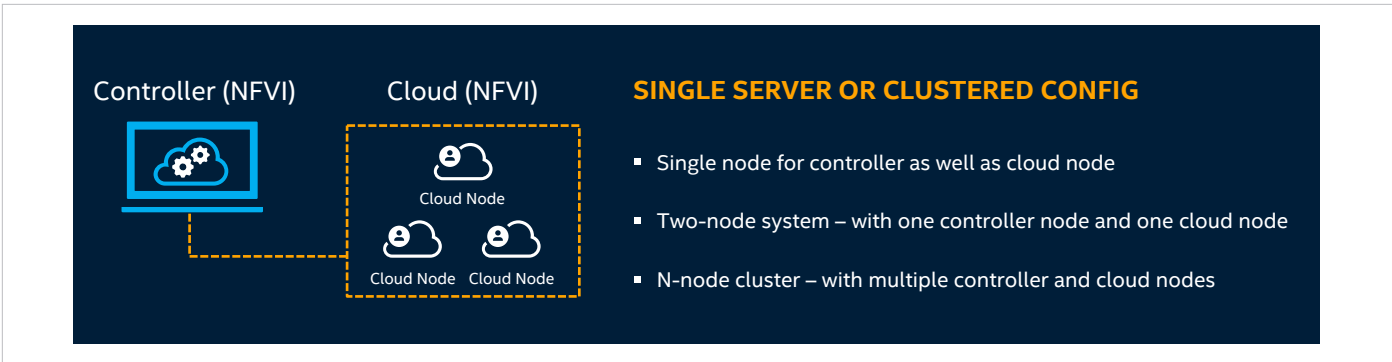 Controller (NFVI)
Cloud (NFVI)
Cloud Node
Cloud Node
Cloud Node
SINGLE SERVER OR CLUSTERED CONFIG
▪ Single node for controller as well as cloud node
▪ Two-node system – with one controller node and one cloud node
▪ N-node cluster – with multiple controller and cloud nodes